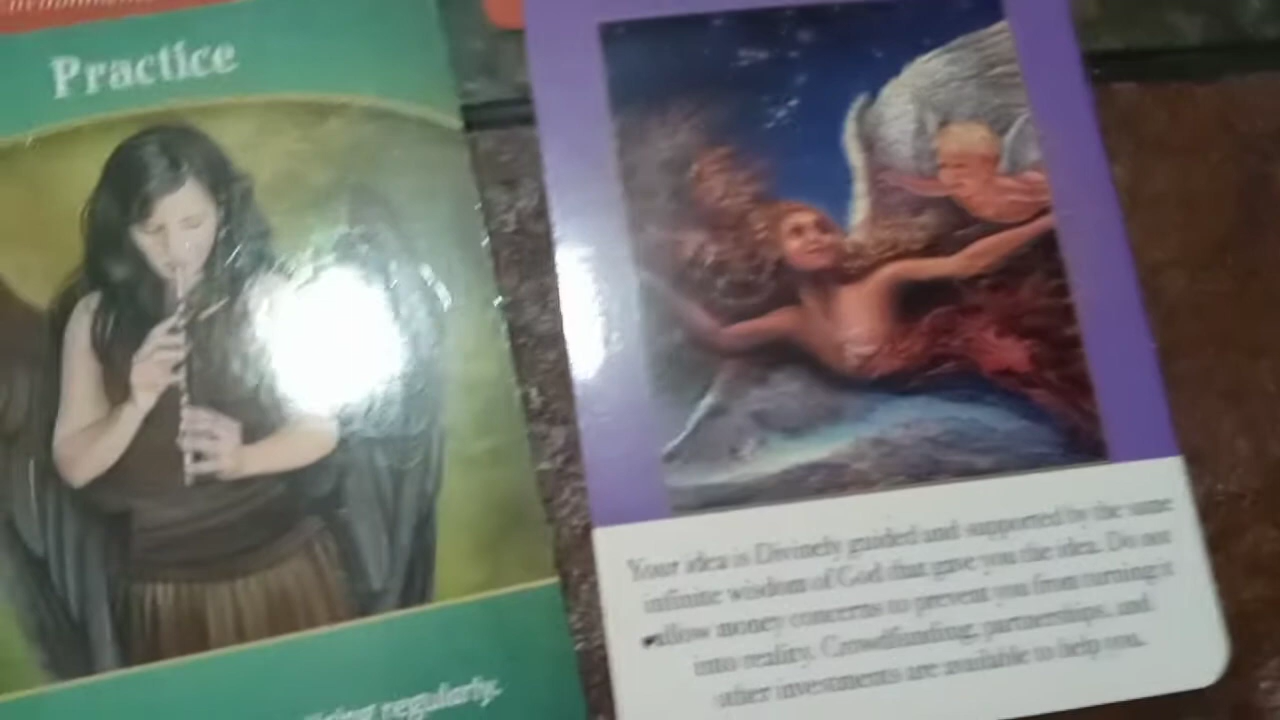 Practice
regularly.
Your idea is Divinely guided and supported by the same
infinite wisdom of God that gave you the idea. Do not
allow money concerns to prevent you from turning it
into reality. Crowdfunding, partnerships, and
other investments are available to help you.